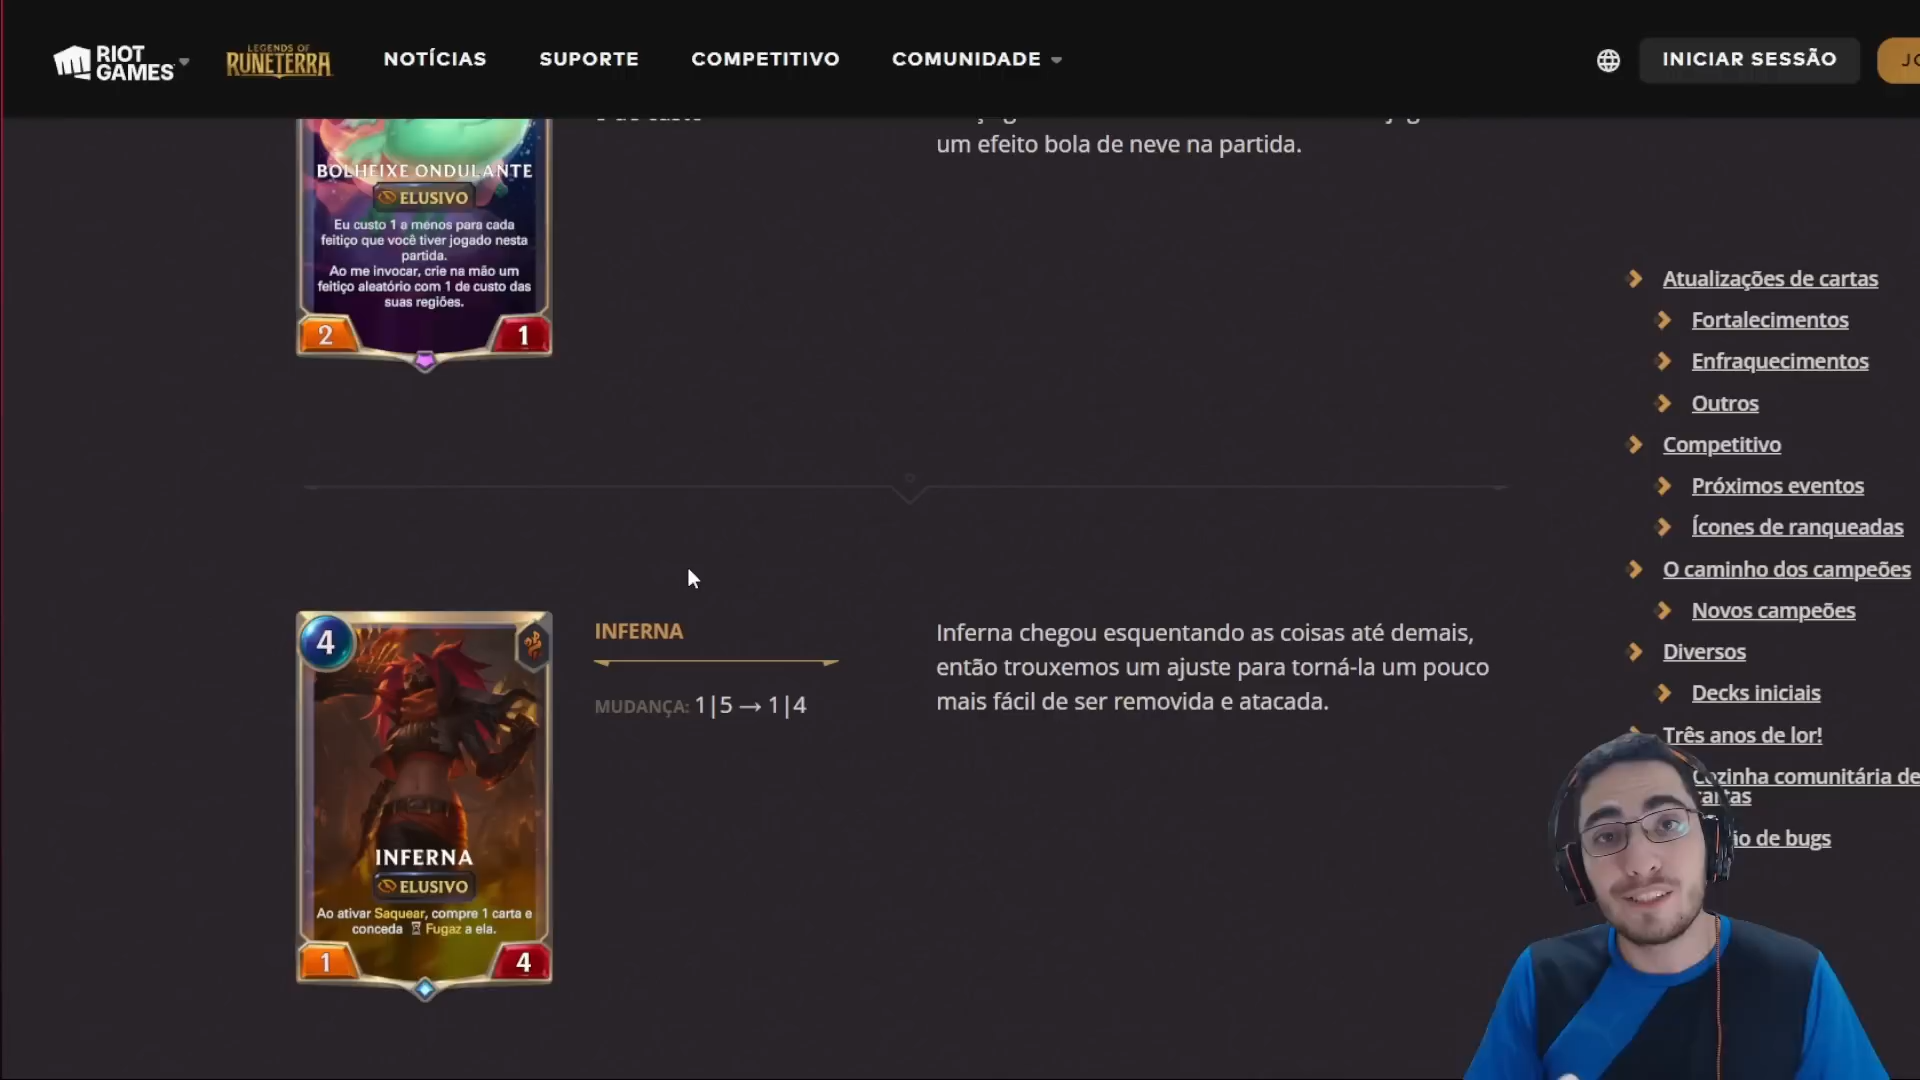 RIOT GAMES
LEGENDS OF RUNETERRA
NOTÍCIAS
SUPORTE
COMPETITIVO
COMUNIDADE
INICIAR SESSÃO
um efeito bola de neve na partida.
BOLHEIXE ONDULANTE
ELUSIVO
Eu custo 1 a menos para cada
feitiço que você tiver jogado nesta
partida.
Ao me invocar, crie na mão um
feitiço aleatório com 1 de custo das
suas regiões.
2
1
4
INFERNA
ELUSIVO
Ao ativar Saquear, compre 1 carta e
conceda Fugaz a ela.
1
4
INFERNA
MUDANÇA: 1|5 → 1|4
Inferna chegou esquentando as coisas até demais,
então trouxemos um ajuste para torná-la um pouco
mais fácil de ser removida e atacada.
Atualizações de cartas
Fortalecimentos
Enfraquecimentos
Outros
Competitivo
Próximos eventos
Ícones de ranqueadas
O caminho dos campeões
Novos campeões
Diversos
Decks iniciais
Três anos de lor!
Cozinha comunitária de
cartas
de bugs